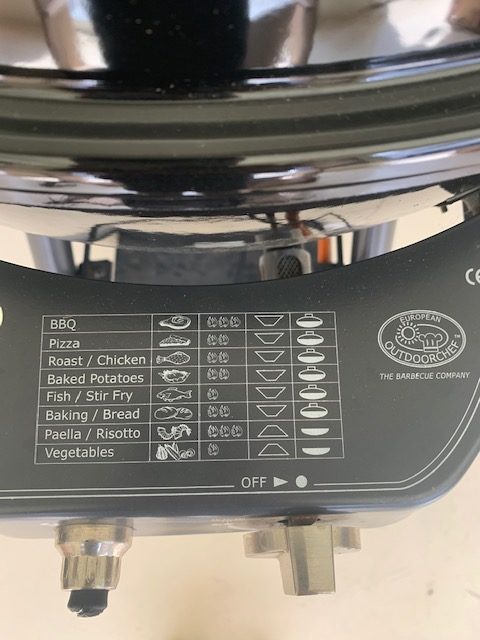 BBQ
Pizza
Roast / Chicken
Baked Potatoes
Fish / Stir Fry
Baking / Bread
Paella / Risotto
Vegetables
OFF
CE
EUROPEAN
OUTDOORCHEF
THE BARBECUE COMPANY